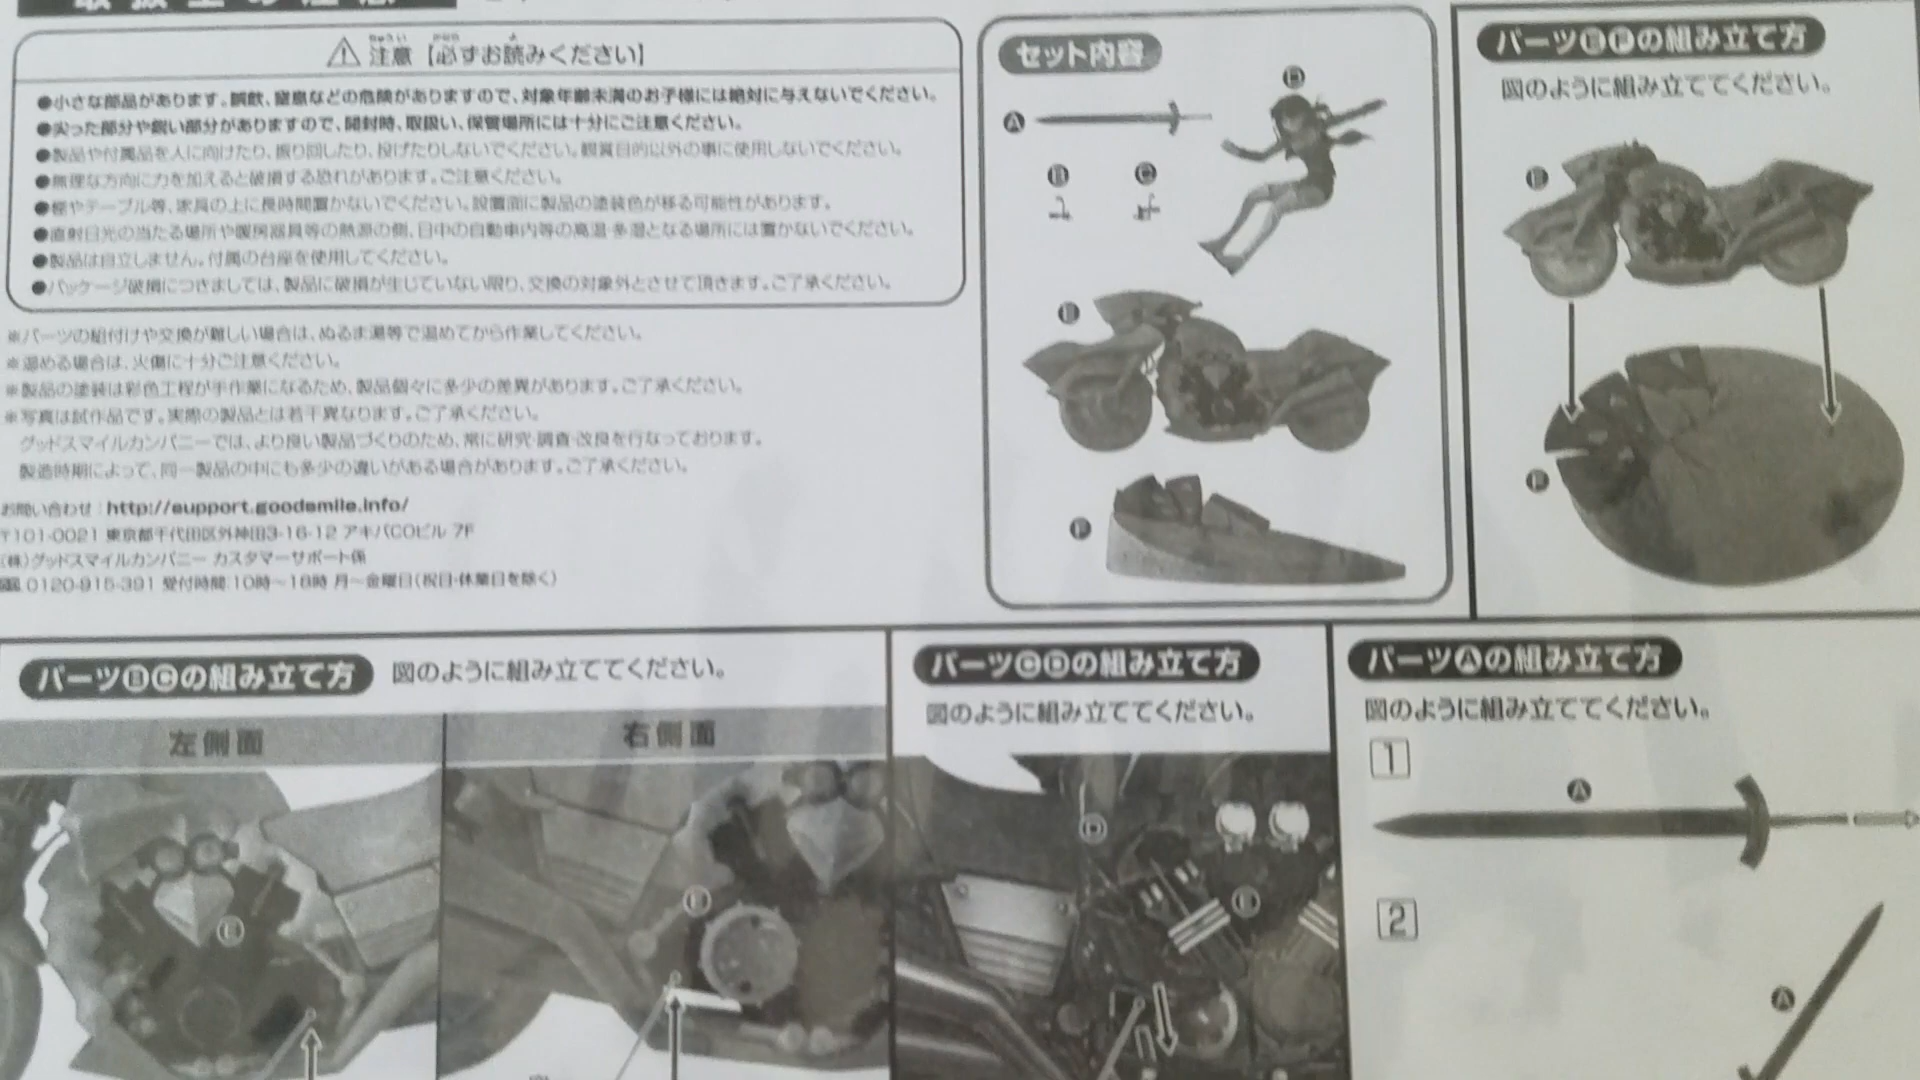 取扱上の注意
注意【必ずお読みください】
●小さな部品があります。誤飲、窒息などの危険がありますので、対象年齢未満のお子様には絶対に与えないでください。
●尖った部分や鋭い部分がありますので、開封時、取扱い、保管場所には十分にご注意ください。
●製品や付属品を人に向けたり、振り回したり、投げたりしないでください。観賞目的以外の事に使用しないでください。
●無理な方向に力を加えると破損する恐れがあります。ご注意ください。
●棚やテーブル等、家具の上に長時間置かないでください。設置面に製品の塗装色が移る可能性があります。
●直射日光の当たる場所や暖房器具等の熱源の側、日中の自動車内等の高温・多湿となる場所には置かないでください。
●製品は自立しません。付属の台座を使用してください。
●パッケージ破損につきましては、製品に破損が生じていない限り、交換の対象外とさせて頂きます。ご了承ください。
※パーツの組付けや交換が難しい場合は、ぬるま湯等で温めてから作業してください。
※温める場合は、火傷に十分ご注意ください。
※製品の塗装は彩色工程が手作業になるため、製品個々に多少の差異があります。ご了承ください。
※写真は試作品です。実際の製品とは若干異なります。ご了承ください。
グッドスマイルカンパニーでは、より良い製品づくりのため、常に研究・調査・改良を行なっております。
製造時期によって、同一製品の中にも多少の違いがある場合があります。ご了承ください。
お問い合わせ：http://support.goodsmile.info/
〒101-0021 東京都千代田区外神田3-16-12 アキバCOビル 7F
(株)グッドスマイルカンパニー カスタマーサポート係
0120-915-391 受付時間:10時～18時 月～金曜日(祝日・休業日を除く)
セット内容
A
D
B
C
E
F
パーツEFの組み立て方
図のように組み立ててください。
E
F
パーツBCの組み立て方
図のように組み立ててください。
左側面
右側面
E
E
パーツCDの組み立て方
図のように組み立ててください。
D
E
パーツAの組み立て方
図のように組み立ててください。
1
A
2
A